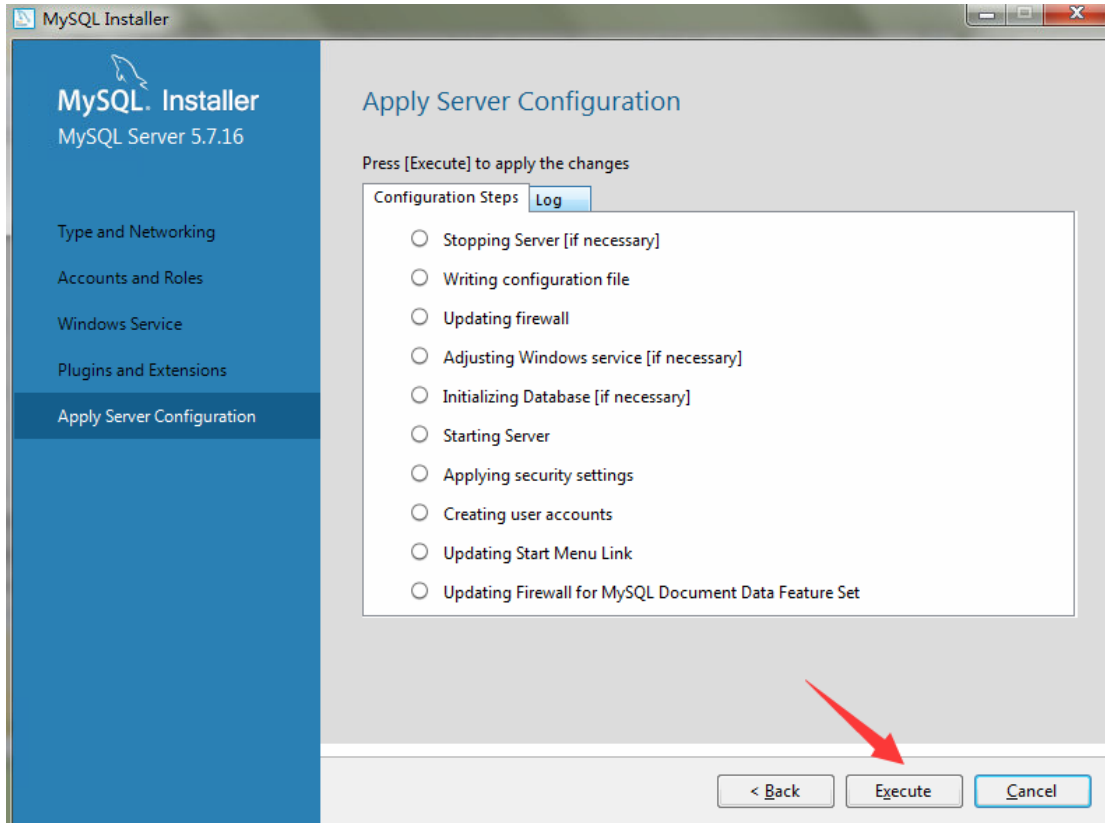 MySQL Installer
MySQL. Installer
MySQL Server 5.7.16
Type and Networking
Accounts and Roles
Windows Service
Plugins and Extensions
Apply Server Configuration
Apply Server Configuration
Press [Execute] to apply the changes
Configuration Steps Log
Stopping Server [if necessary]
Writing configuration file
Updating firewall
Adjusting Windows service [if necessary]
Initializing Database [if necessary]
Starting Server
Applying security settings
Creating user accounts
Updating Start Menu Link
Updating Firewall for MySQL Document Data Feature Set
< Back Execute Cancel